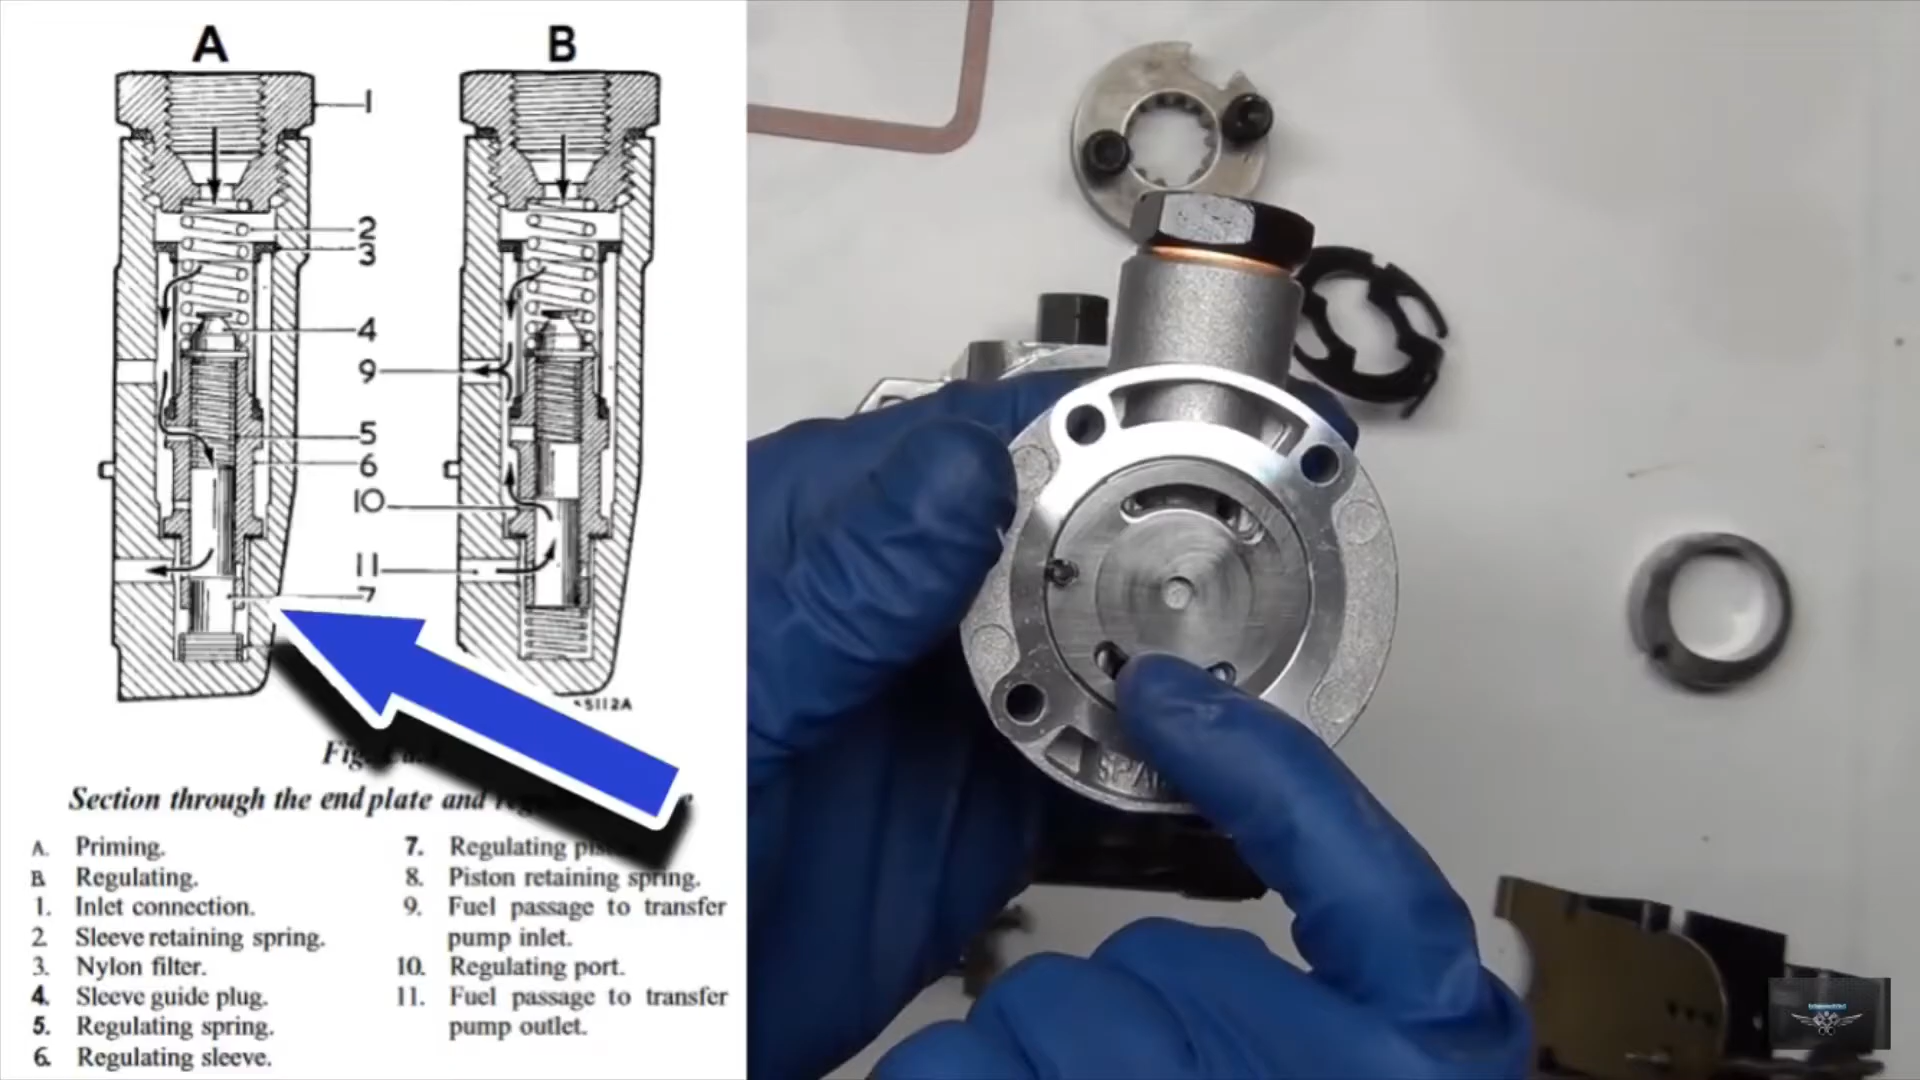 A B
1
2
3
4
9
5
6
10
11
7
5112A
Fig.
Section through the end plate and
A. Priming.
B Regulating.
1. Inlet connection.
2 Sleeve retaining spring.
3. Nylon filter.
4. Sleeve guide plug.
5. Regulating spring.
6. Regulating sleeve.
7. Regulating
8. Piston retaining spring.
9. Fuel passage to transfer
pump inlet.
10. Regulating port.
11. Fuel passage to transfer
pump outlet.